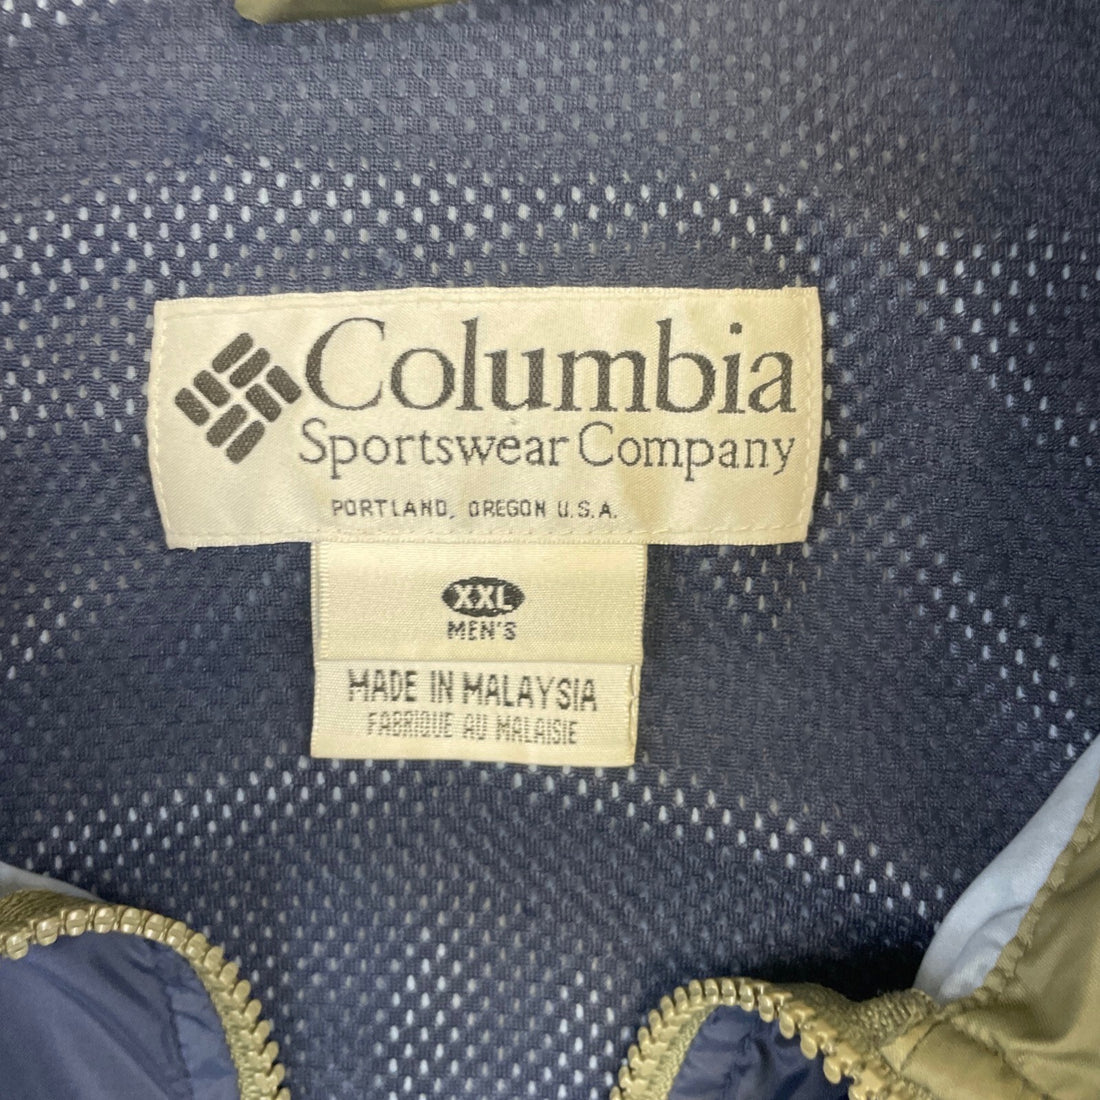 Columbia
Sportswear Company
PORTLAND, OREGON U.S.A.
XXL
MEN'S
MADE IN MALAYSIA
FABRIQUE AU MALAISIE